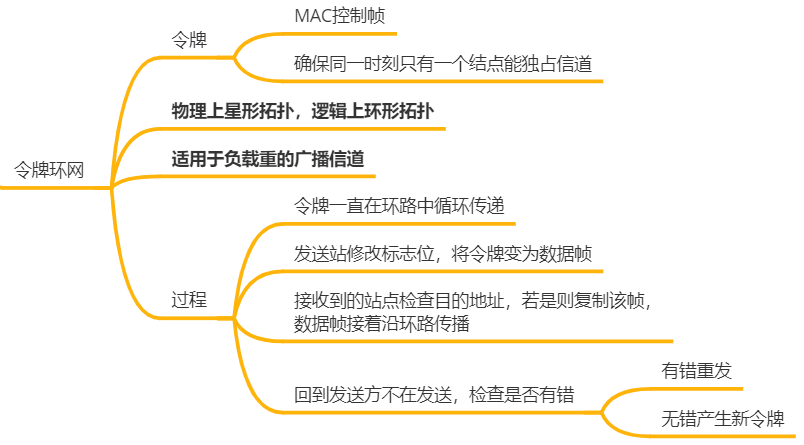 令牌环网
令牌
MAC控制帧
确保同一时刻只有一个结点能独占信道
物理上星形拓扑，逻辑上环形拓扑
适用于负载重的广播信道
过程
令牌一直在环路中循环传递
发送站修改标志位，将令牌变为数据帧
接收到的站点检查目的地址，若是则复制该帧，
数据帧接着沿环路传播
回到发送方不在发送，检查是否有错
有错重发
无错产生新令牌